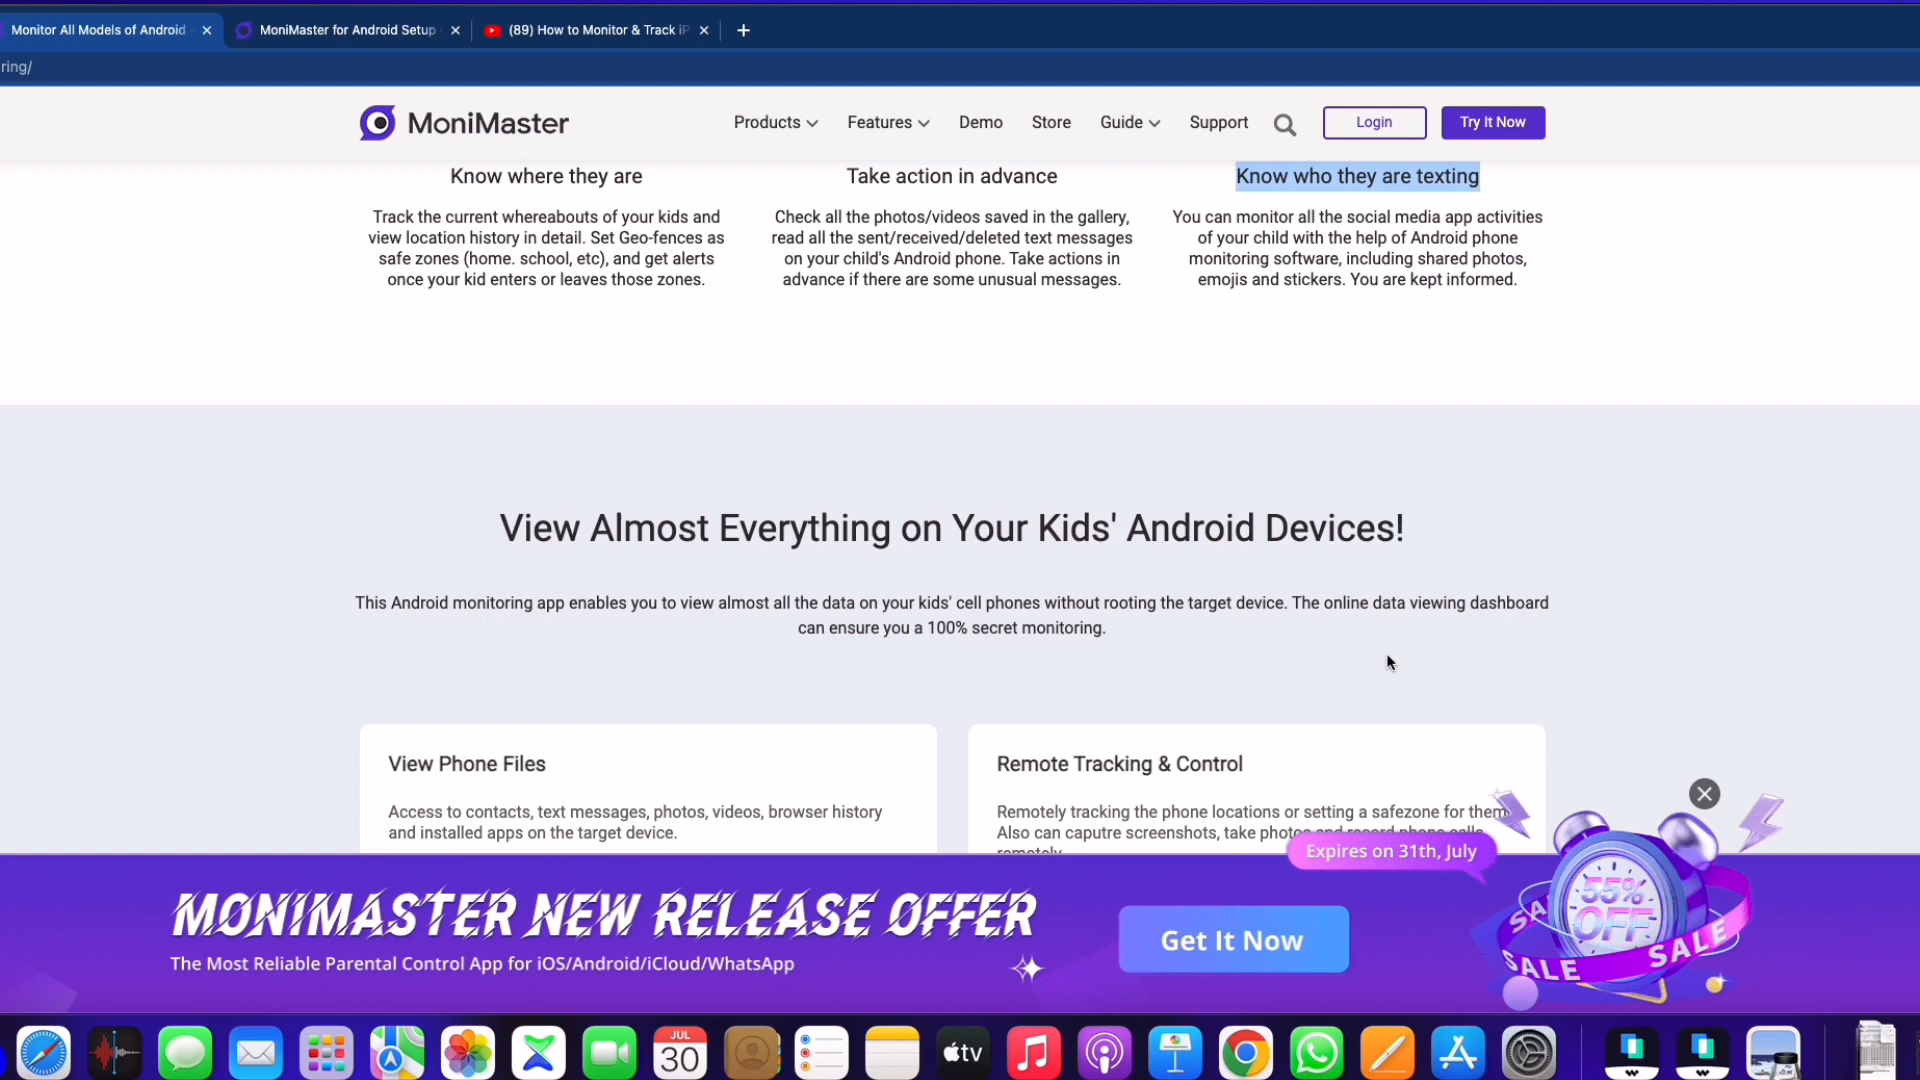 Monitor All Models of Android
MoniMaster for Android Setup
(89) How to Monitor & Track iP
ring/
MoniMaster
Products
Features
Demo
Store
Guide
Support
Login
Try It Now
Know where they are
Track the current whereabouts of your kids and
view location history in detail. Set Geo-fences as
safe zones (home. school, etc), and get alerts
once your kid enters or leaves those zones.
Take action in advance
Check all the photos/videos saved in the gallery,
read all the sent/received/deleted text messages
on your child's Android phone. Take actions in
advance if there are some unusual messages.
Know who they are texting
You can monitor all the social media app activities
of your child with the help of Android phone
monitoring software, including shared photos,
emojis and stickers. You are kept informed.
View Almost Everything on Your Kids' Android Devices!
This Android monitoring app enables you to view almost all the data on your kids' cell phones without rooting the target device. The online data viewing dashboard
can ensure you a 100% secret monitoring.
View Phone Files
Access to contacts, text messages, photos, videos, browser history
and installed apps on the target device.
Remote Tracking & Control
Remotely tracking the phone locations or setting a safezone for them
Also can caputre screenshots, take photos and record phone calls
remotely
Expires on 31th, July
MONIMASTER NEW RELEASE OFFER
The Most Reliable Parental Control App for iOS/Android/iCloud/WhatsApp
Get It Now
55%
OFF
SA
SALE
SALE
JUL
30
tv